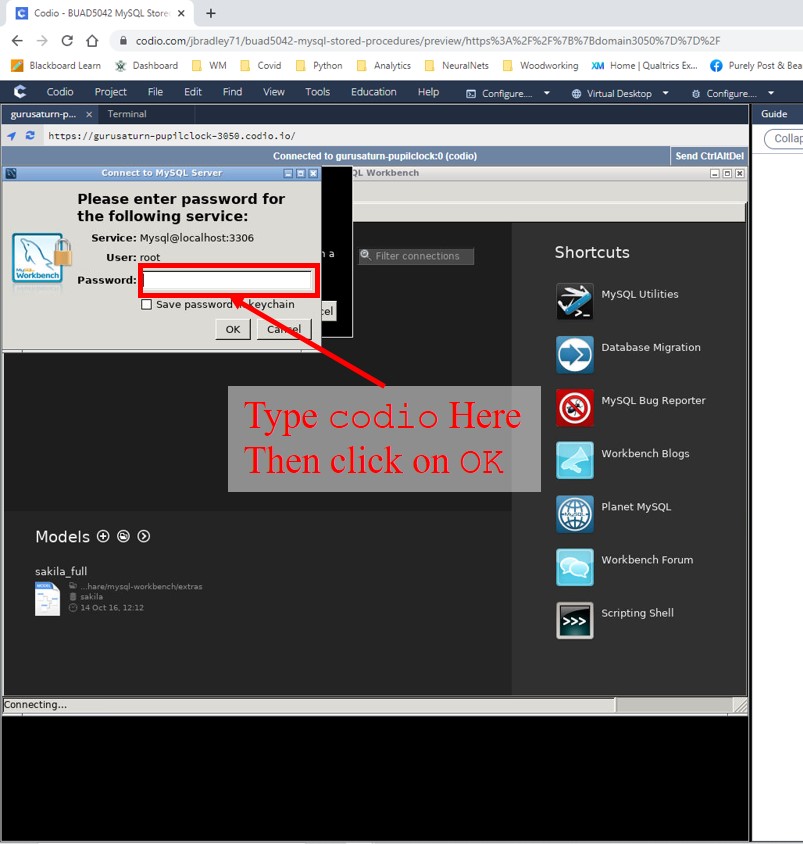 Codio - BUAD5042 MySQL Store
codio.com/jbradley71/buad5042-mysql-stored-procedures/preview/https%3A%2F%2F%7B%7Bdomain3050%7D%7D%2F
Blackboard Learn Dashboard WM Covid Python Analytics NeuralNets Woodworking XM Home | Qualtrics Ex... Purely Post & Bea
Codio Project File Edit Find View Tools Education Help Configure.... Virtual Desktop Configure....
gurusaturn-p... Terminal Guide
https://gurusaturn-pupilclock-3050.codio.io/ Collap
Connected to gurusaturn-pupilclock:0 (codio) Send CtrlAltDel
Connect to MySQL Server QL Workbench
Please enter password for
the following service:
Service: Mysql@localhost:3306
User: root
Password:
Save password keychain
OK Cancel
n a
cel
MySQL
Workbench
Filter connections
Shortcuts
MySQL Utilities
Database Migration
MySQL Bug Reporter
Workbench Blogs
Planet MySQL
Workbench Forum
Scripting Shell
Type codio Here
Then click on OK
Models
sakila_full
MODEL
...hare/mysql-workbench/extras
sakila
14 Oct 16, 12:12
Connecting...